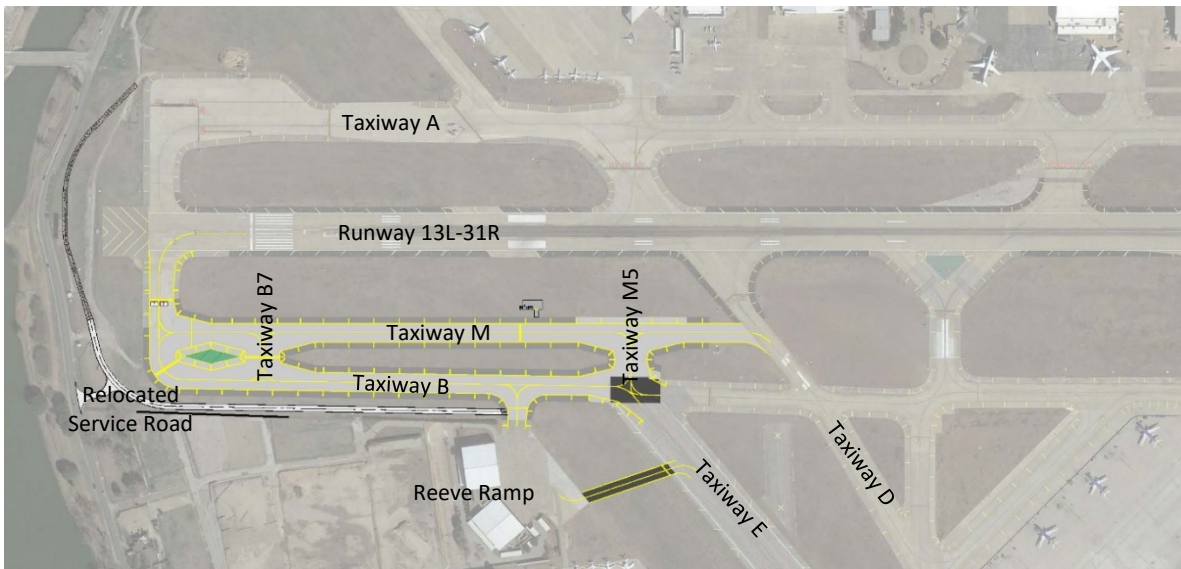 Taxiway A
Runway 13L-31R
Taxiway B7
Taxiway M5
Taxiway M
Taxiway B
Relocated
Service Road
Reeve Ramp
Taxiway E
Taxiway D